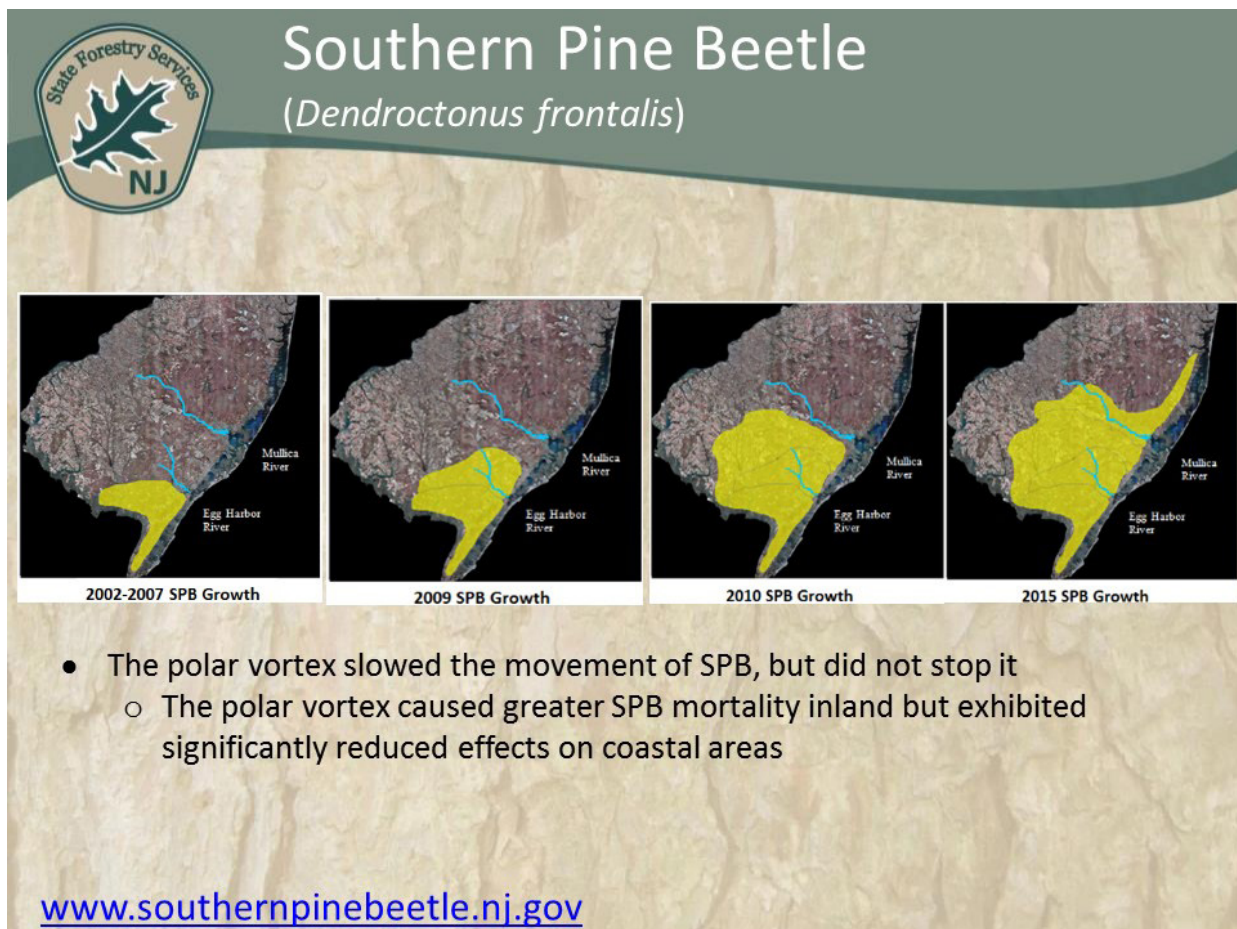 State Forestry Services
NJ
Southern Pine Beetle
(Dendroctonus frontalis)
Mullica
River
Egg Harbor
River
2002-2007 SPB Growth
Mullica
River
Egg Harbor
River
2009 SPB Growth
Mullica
River
Egg Harbor
River
2010 SPB Growth
Mullica
River
Egg Harbor
River
2015 SPB Growth
• The polar vortex slowed the movement of SPB, but did not stop it
o The polar vortex caused greater SPB mortality inland but exhibited
significantly reduced effects on coastal areas
www.southernpinebeetle.nj.gov